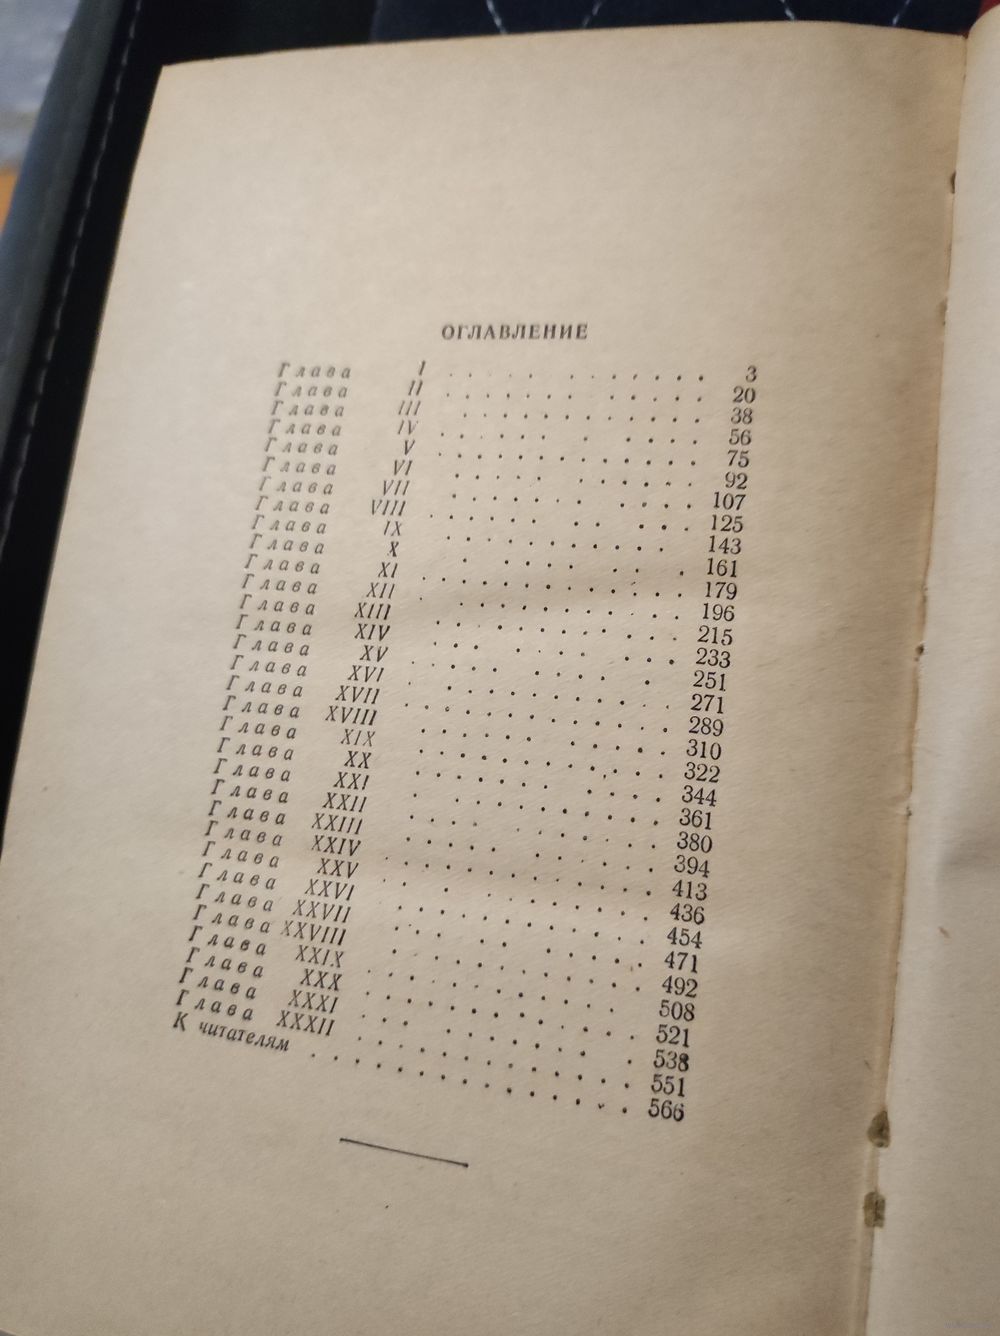 ОГЛАВЛЕНИЕ
Глава I . . . . . . . . . . . 3
Глава II . . . . . . . . . . . 20
Глава III . . . . . . . . . . . 38
Глава IV . . . . . . . . . . . 56
Глава V . . . . . . . . . . . 75
Глава VI . . . . . . . . . . . 92
Глава VII . . . . . . . . . . . 107
Глава VIII . . . . . . . . . . . 125
Глава IX . . . . . . . . . . . 143
Глава X . . . . . . . . . . . 161
Глава XI . . . . . . . . . . . 179
Глава XII . . . . . . . . . . . 196
Глава XIII . . . . . . . . . . . 215
Глава XIV . . . . . . . . . . . 233
Глава XV . . . . . . . . . . . 251
Глава XVI . . . . . . . . . . . 271
Глава XVII . . . . . . . . . . . 289
Глава XVIII . . . . . . . . . . . 310
Глава XIX . . . . . . . . . . . 322
Глава XX . . . . . . . . . . . 344
Глава XXI . . . . . . . . . . . 361
Глава XXII . . . . . . . . . . . 380
Глава XXIII . . . . . . . . . . . 394
Глава XXIV . . . . . . . . . . . 413
Глава XXV . . . . . . . . . . . 436
Глава XXVI . . . . . . . . . . . 454
Глава XXVII . . . . . . . . . . . 471
Глава XXVIII . . . . . . . . . . . 492
Глава XXIX . . . . . . . . . . . 508
Глава XXX . . . . . . . . . . . 521
Глава XXXI . . . . . . . . . . . 538
Глава XXXII . . . . . . . . . . . 551
К читателям . . . . . . . . . . . 566